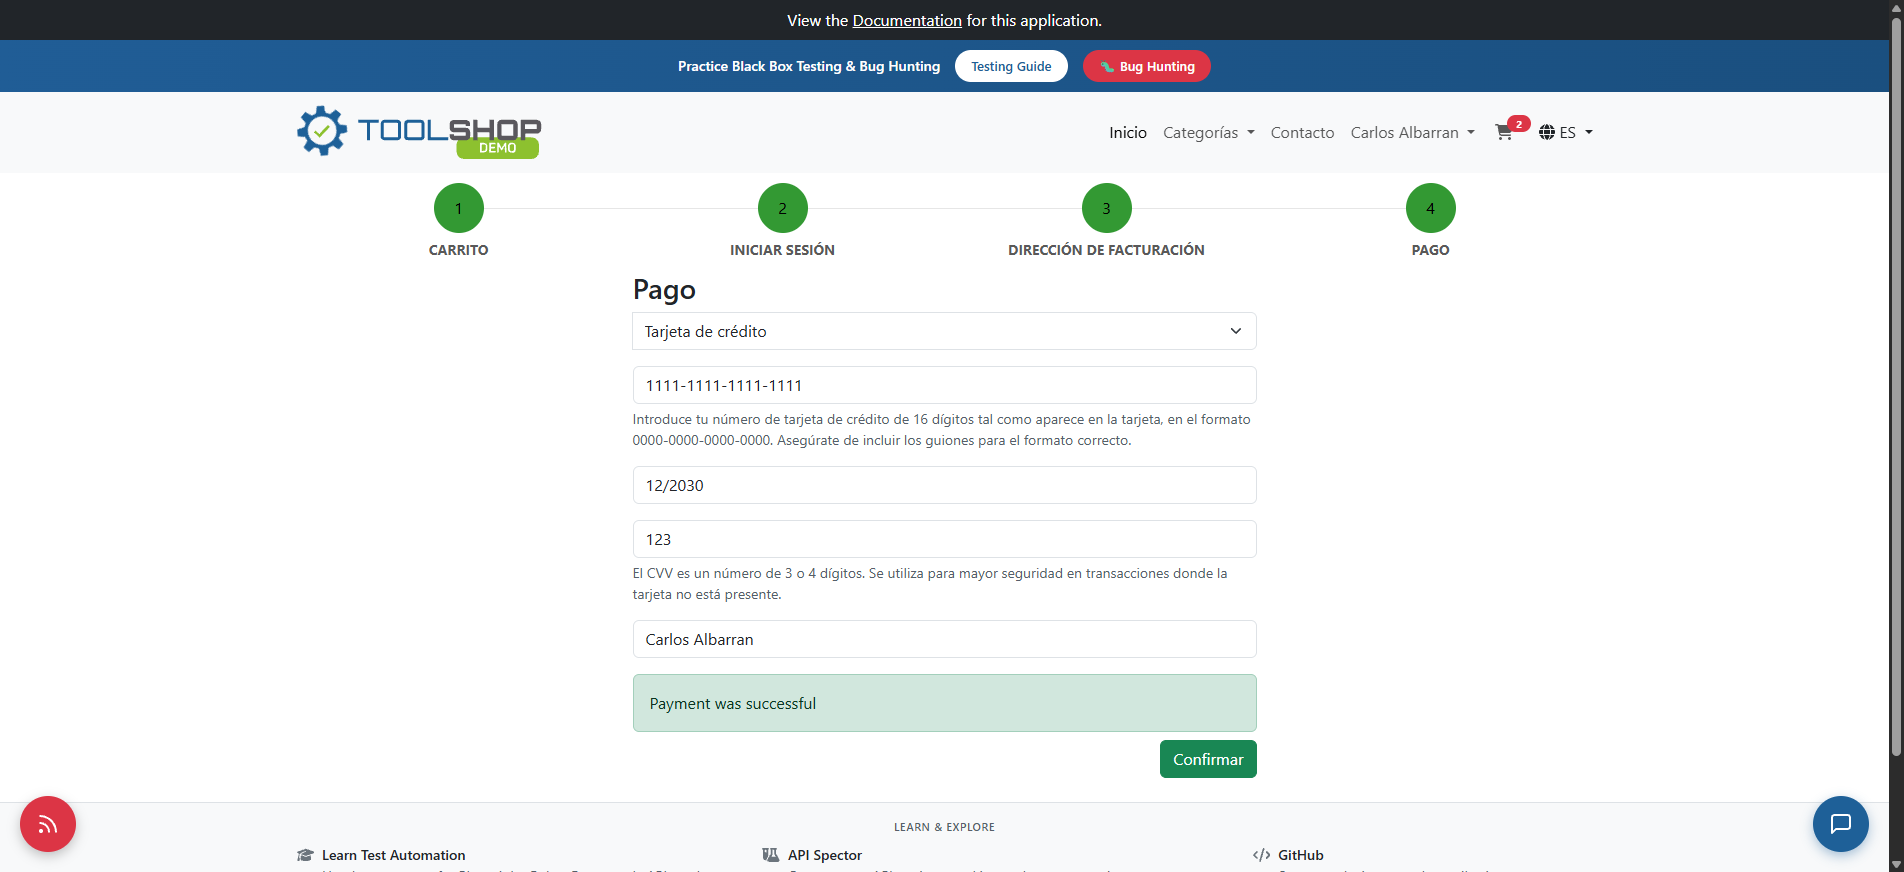 View the Documentation for this application.
Practice Black Box Testing & Bug Hunting Testing Guide Bug Hunting
TOOLSHOP
DEMO
Inicio Categorías Contacto Carlos Albarran 2 ES
1 2 3 4
CARRITO INICIAR SESIÓN DIRECCIÓN DE FACTURACIÓN PAGO
Pago
Tarjeta de crédito
1111-1111-1111-1111
Introduce tu número de tarjeta de crédito de 16 dígitos tal como aparece en la tarjeta, en el formato
0000-0000-0000-0000. Asegúrate de incluir los guiones para el formato correcto.
12/2030
123
El CVV es un número de 3 o 4 dígitos. Se utiliza para mayor seguridad en transacciones donde la
tarjeta no está presente.
Carlos Albarran
Payment was successful
Confirmar
LEARN & EXPLORE
Learn Test Automation API Spector GitHub